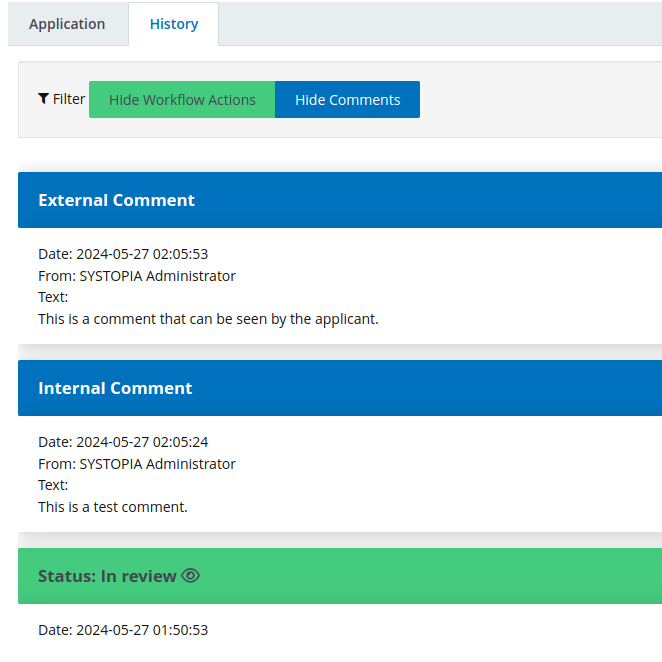 Application History
Filter Hide Workflow Actions Hide Comments
External Comment
Date: 2024-05-27 02:05:53
From: SYSTOPIA Administrator
Text:
This is a comment that can be seen by the applicant.
Internal Comment
Date: 2024-05-27 02:05:24
From: SYSTOPIA Administrator
Text:
This is a test comment.
Status: In review
Date: 2024-05-27 01:50:53